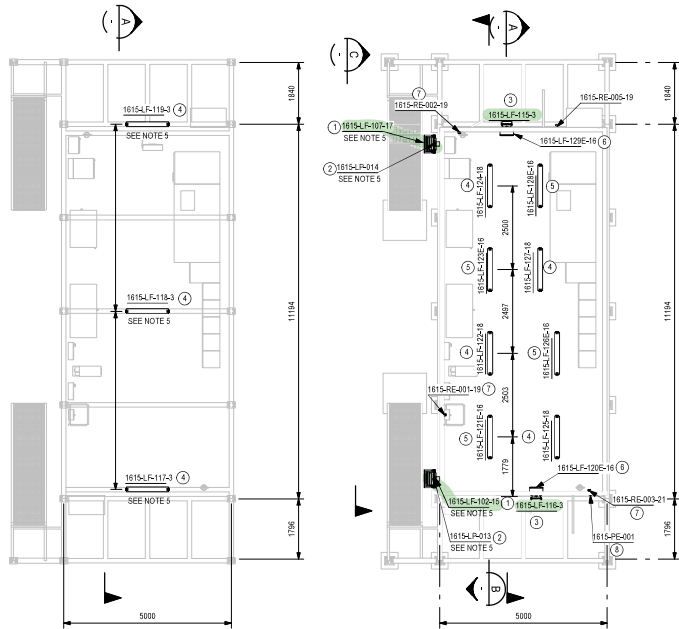 A
1615-LF-119-3 4
SEE NOTE 5
1840
1615-LF-118-3 4
SEE NOTE 5
11194
1615-LF-117-3 4
SEE NOTE 5
1796
5000
A
C
7
1615-RE-002-19
3
1615-LF-115-3
1615-RE-005-19
1840
1 1615-LF-107-17
SEE NOTE 5
1615-LF-129E-16 6
2 1615-LP-014
SEE NOTE 5
4
1615-LF-124-18
1615-LF-128E-16
5
2500
5
1615-LF-123E-16
1615-LF-127-18
4
2497
11194
4
1615-LF-122-18
5
1615-LF-126E-16
2503
1615-RE-001-19 7
5
1615-LF-121E-16
4
1615-LF-125-18
1779
1615-LF-120E-16 6
1615-LF-102-15 1
SEE NOTE 5
1615-LF-116-3
3
1615-RE-003-21
7
1615-LP-013 2
SEE NOTE 5
1615-PE-001
8
1796
B
5000